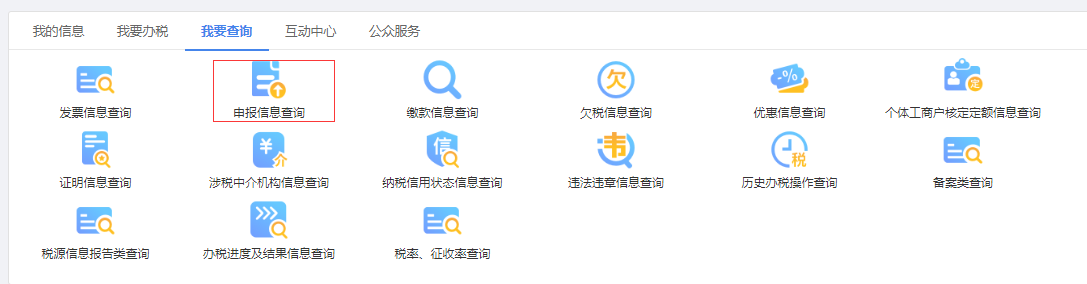 我的信息 我要办税 我要查询 互动中心 公众服务
发票信息查询 申报信息查询 缴款信息查询 欠 欠税信息查询 -% 优惠信息查询 定 个体工商户核定定额信息查询
证明信息查询 ¥ 介 涉税中介机构信息查询 信 纳税信用状态信息查询 韦 违法违章信息查询 税 历史办税操作查询 备案类查询
税源信息报告类查询 办税进度及结果信息查询 税率、征收率查询